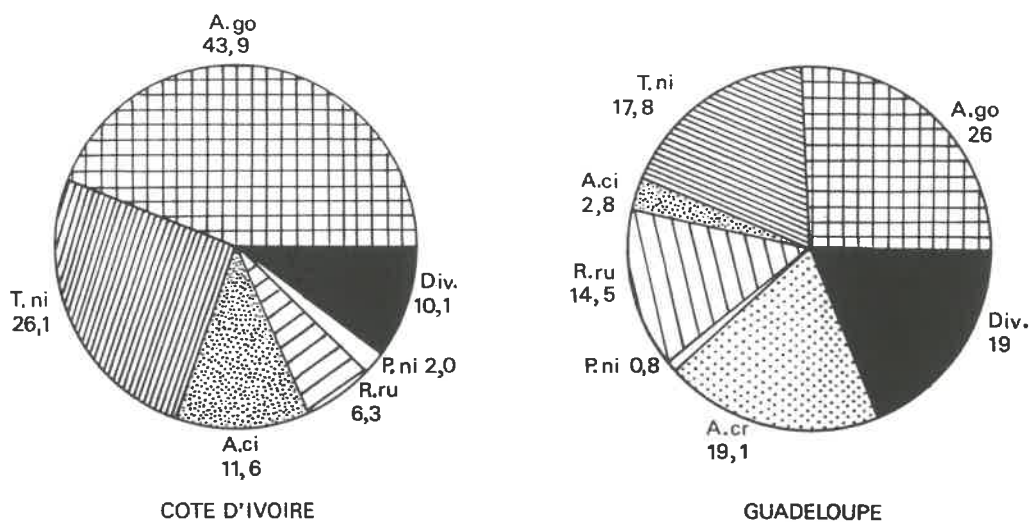 A.go
43,9
T. ni
26,1
A.ci
11,6
R.ru
6,3
P.ni 2,0
Div.
10,1
COTE D'IVOIRE
T.ni
17,8
A.go
26
A.ci
2,8
R.ru
14,5
P.ni 0,8
A.cr
19,1
Div.
19
GUADELOUPE